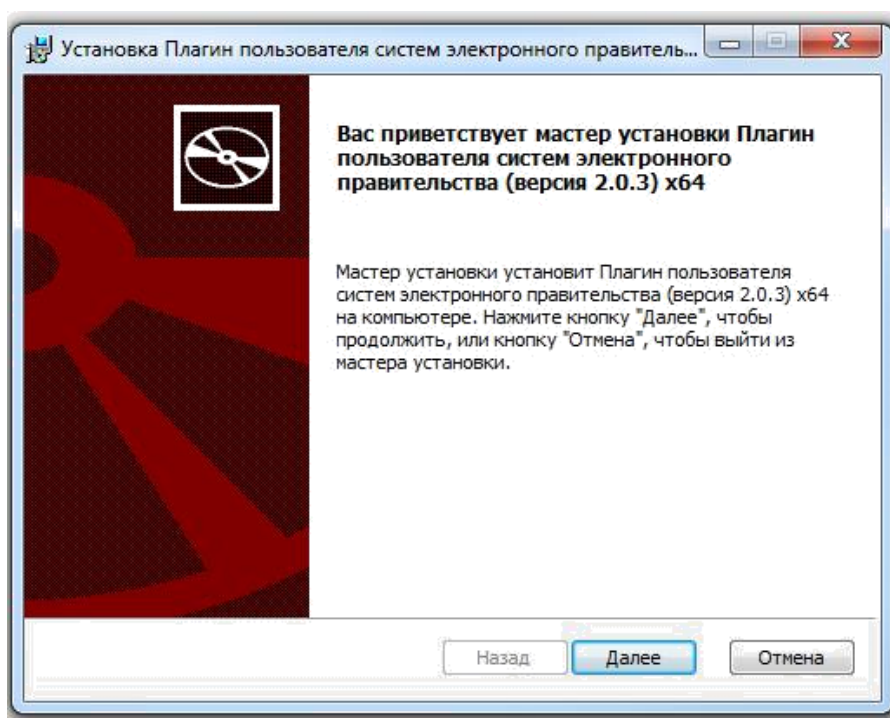 Установка Плагин пользователя систем электронного правитель...
Вас приветствует мастер установки Плагин
пользователя систем электронного
правительства (версия 2.0.3) x64
Мастер установки установит Плагин пользователя
систем электронного правительства (версия 2.0.3) x64
на компьютере. Нажмите кнопку "Далее", чтобы
продолжить, или кнопку "Отмена", чтобы выйти из
мастера установки.
Назад Далее Отмена